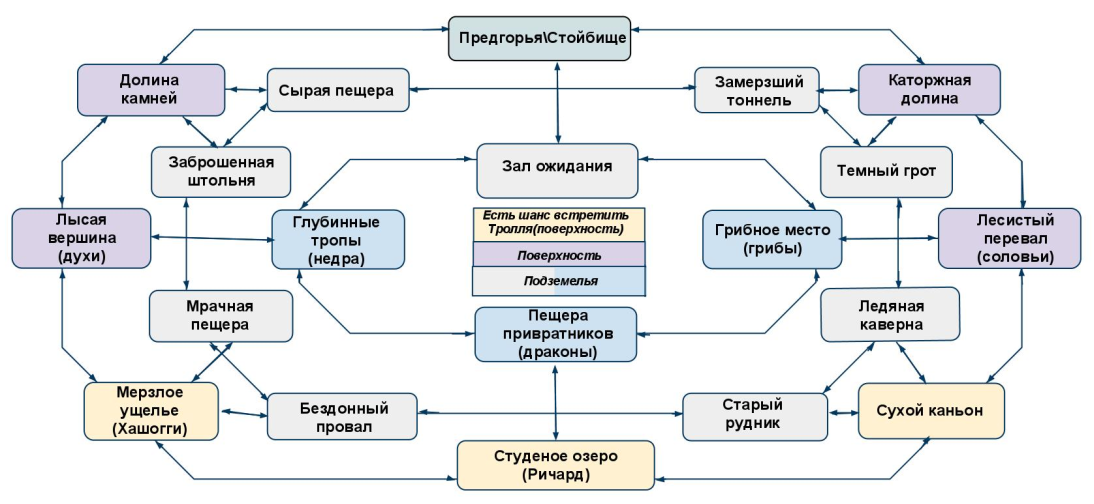 Предгорья\Стойбище
Долина
камней
Сырая пещера
Замерзший
тоннель
Каторжная
долина
Заброшенная
штольня
Зал ожидания
Темный грот
Лысая
вершина
(духи)
Глубинные
тропы
(недра)
Есть шанс встретить
Тролля(поверхность)
Поверхность
Подземелья
Грибное место
(грибы)
Лесистый
перевал
(соловьи)
Мрачная
пещера
Пещера
привратников
(драконы)
Ледяная
каверна
Мерзлое
ущелье
(Хашогги)
Бездонный
провал
Старый
рудник
Сухой каньон
Студеное озеро
(Ричард)